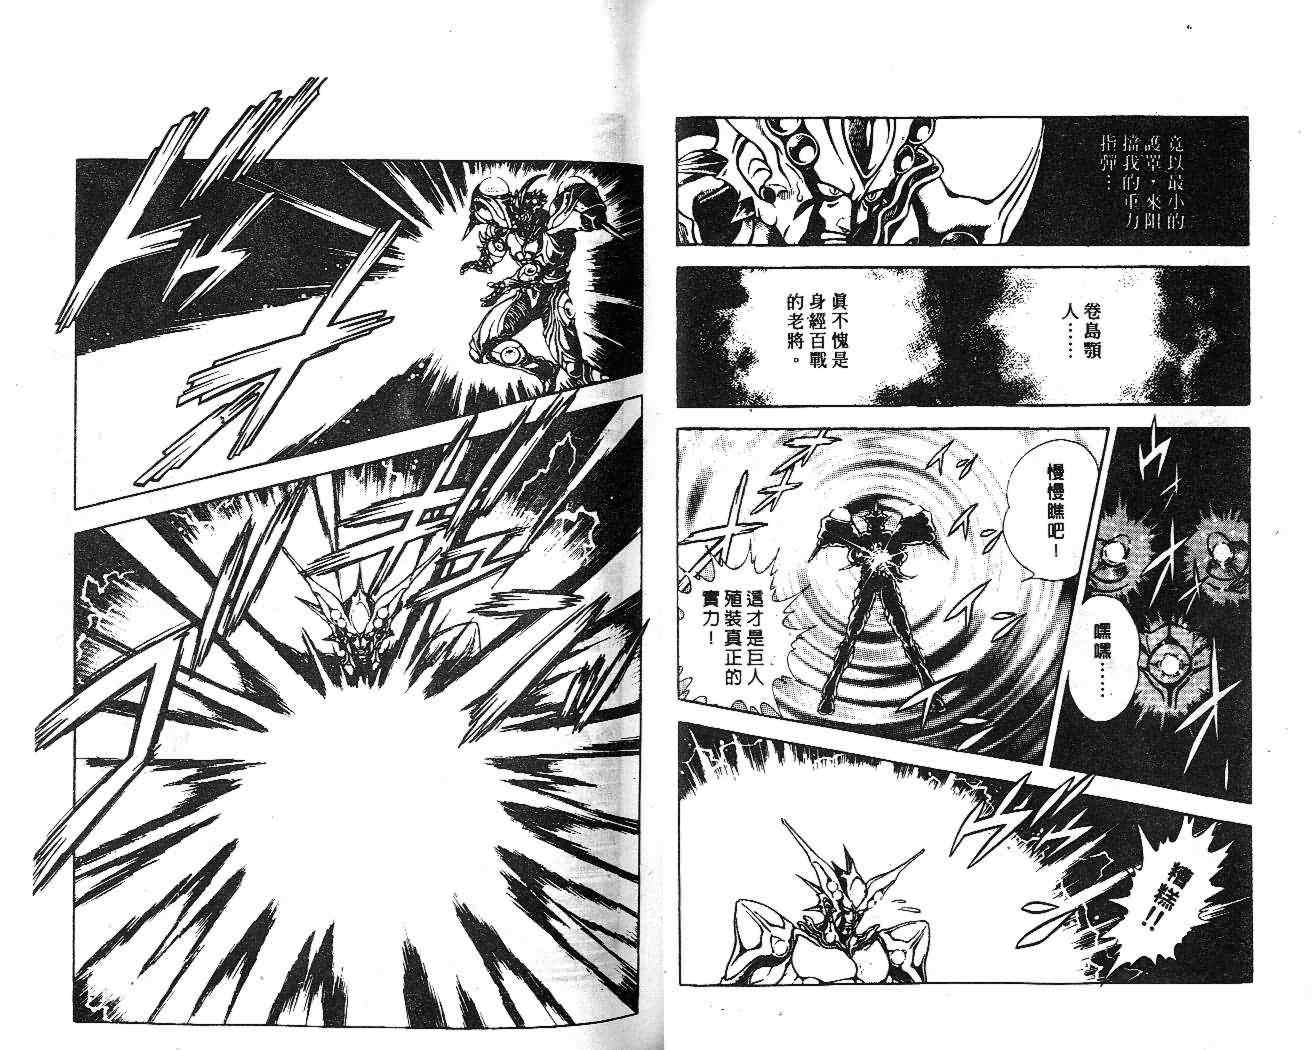 竟以最小的
護罩，來阻
擋我的重力
指彈…
卷島顎
人……
真不愧是
身經百戰
的老將。
嘿嘿……
慢慢瞧吧！
這才是巨人
殖裝真正的
實力！
糟糕!!